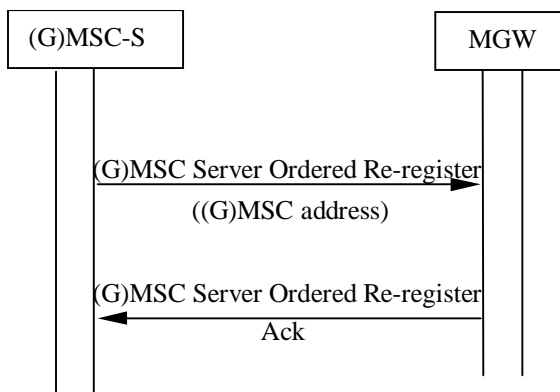 (G)MSC-S
MGW
(G)MSC Server Ordered Re-register
((G)MSC address)
(G)MSC Server Ordered Re-register
Ack